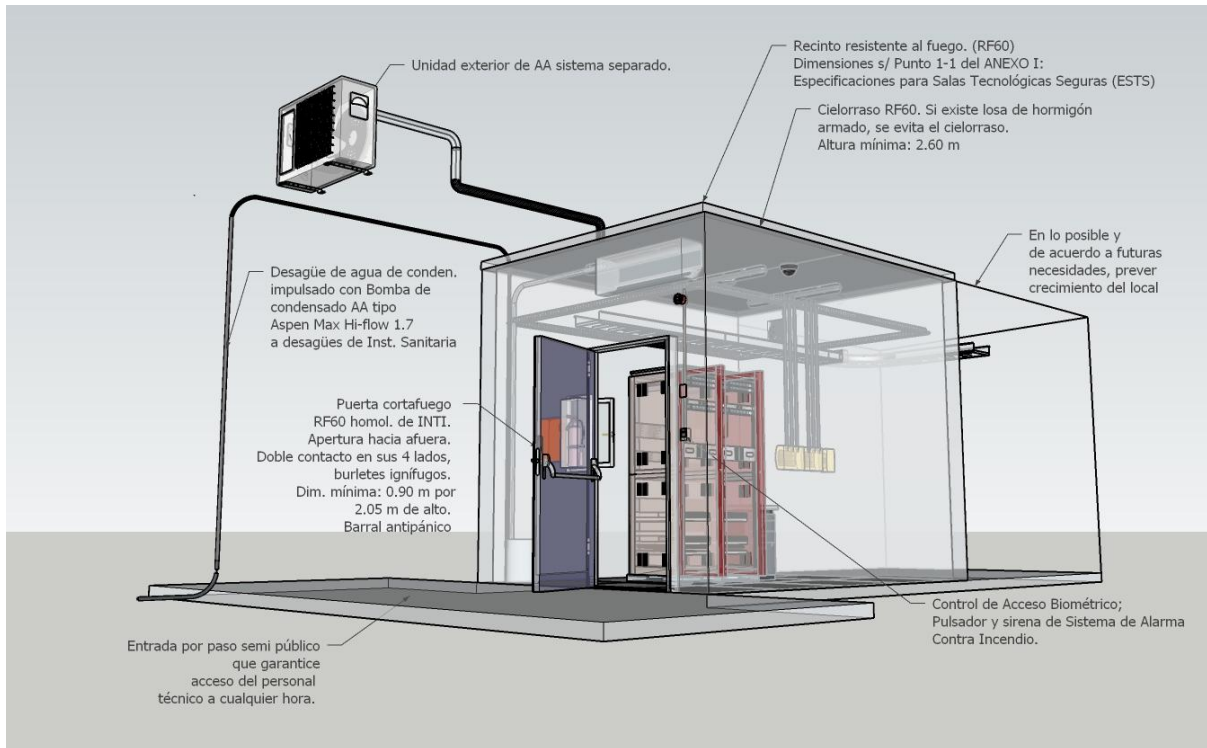 Unidad exterior de AA sistema separado.
Recinto resistente al fuego. (RF60)
Dimensiones s/ Punto 1-1 del ANEXO I:
Especificaciones para Salas Tecnológicas Seguras (ESTS)
Cielorraso RF60. Si existe losa de hormigón
armado, se evita el cielorraso.
Altura mínima: 2.60 m
En lo posible y
de acuerdo a futuras
necesidades, prever
crecimiento del local
Desagüe de agua de conden.
impulsado con Bomba de
condensado AA tipo
Aspen Max Hi-flow 1.7
a desagües de Inst. Sanitaria
Puerta cortafuego
RF60 homol. de INTI.
Apertura hacia afuera.
Doble contacto en sus 4 lados,
burletes ignífugos.
Dim. mínima: 0.90 m por
2.05 m de alto.
Barral antipánico
Control de Acceso Biométrico;
Pulsador y sirena de Sistema de Alarma
Contra Incendio.
Entrada por paso semi público
que garantice
acceso del personal
técnico a cualquier hora.